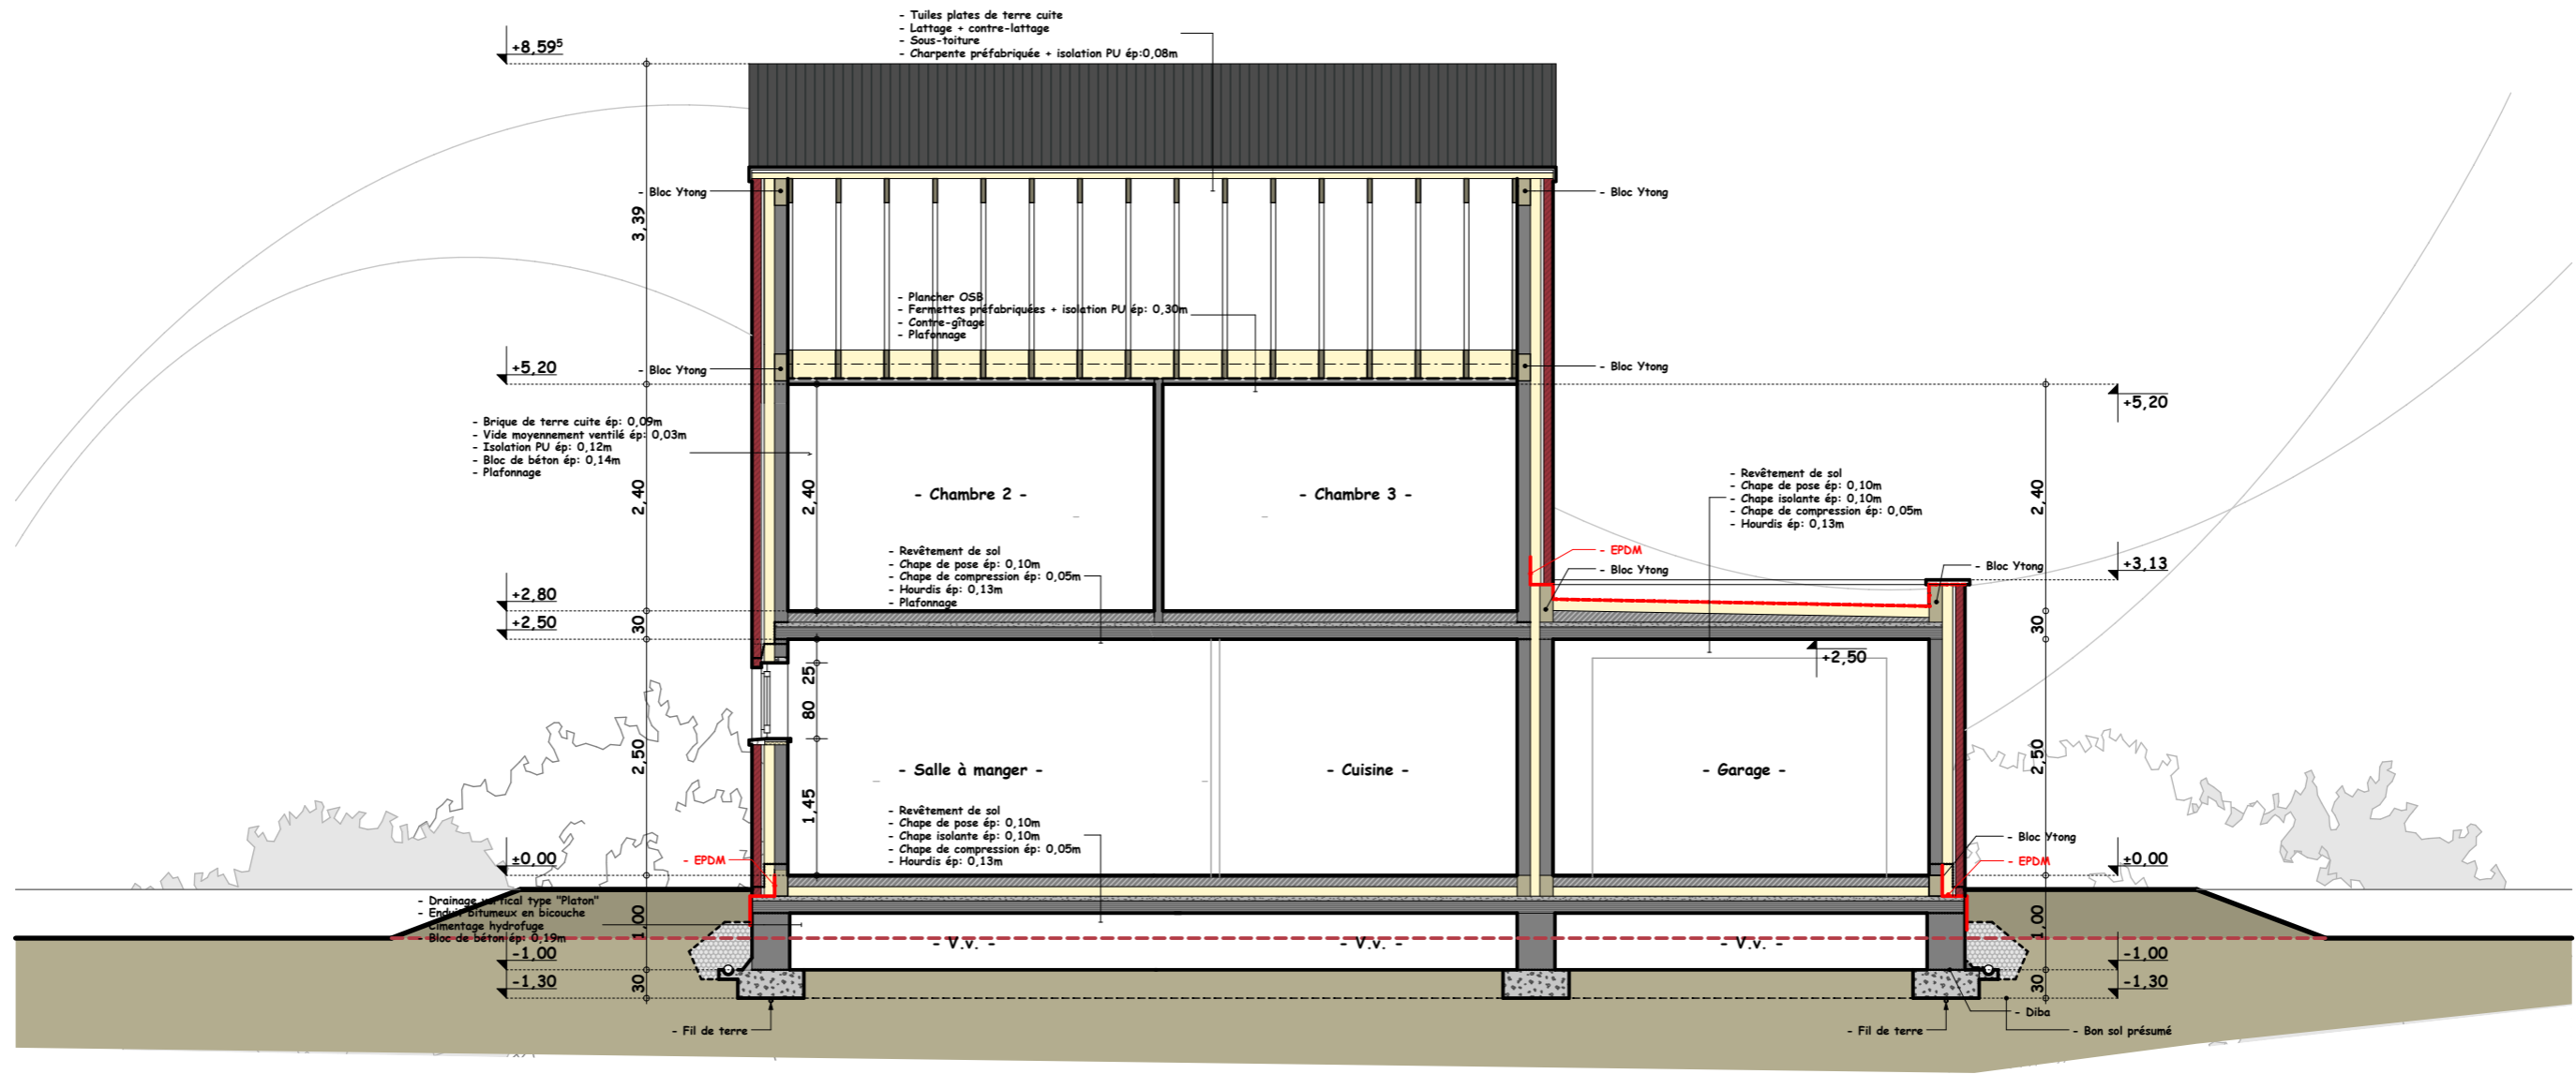 - Tuiles plates de terre cuite
- Lattage + contre-lattage
- Sous-toiture
- Charpente préfabriquée + isolation PU ép:0,08m
+8,59⁵
- Bloc Ytong
- Bloc Ytong
3,39
- Plancher OSB
- Fermettes préfabriquées + isolation PU ép: 0,30m
- Contre-gîtage
- Plafonnage
+5,20
- Bloc Ytong
- Bloc Ytong
+5,20
- Brique de terre cuite ép: 0,09m
- Vide moyennement ventilé ép: 0,03m
- Isolation PU ép: 0,12m
- Bloc de béton ép: 0,14m
- Plafonnage
2,40
2,40
- Chambre 2 -
- Chambre 3 -
- Revêtement de sol
- Chape de pose ép: 0,10m
- Chape isolante ép: 0,10m
- Chape de compression ép: 0,05m
- Hourdis ép: 0,13m
2,40
- Revêtement de sol
- Chape de pose ép: 0,10m
- Chape de compression ép: 0,05m
- Hourdis ép: 0,13m
- Plafonnage
- EPDM
- Bloc Ytong
- Bloc Ytong
+3,13
+2,80
+2,50
30
30
+2,50
25
80
1,45
2,50
2,50
- Salle à manger -
- Cuisine -
- Garage -
- Revêtement de sol
- Chape de pose ép: 0,10m
- Chape isolante ép: 0,10m
- Chape de compression ép: 0,05m
- Hourdis ép: 0,13m
- Bloc Ytong
- EPDM
±0,00
- EPDM
±0,00
- Drainage vertical type "Platon"
- Enduit bitumeux en bicouche
- Cimentage hydrofuge
- Bloc de béton ép: 0,19m
1,00
1,00
- V.v. -
- V.v. -
- V.v. -
-1,00
-1,00
-1,30
-1,30
30
30
- Diba
- Fil de terre
- Fil de terre
- Bon sol présumé